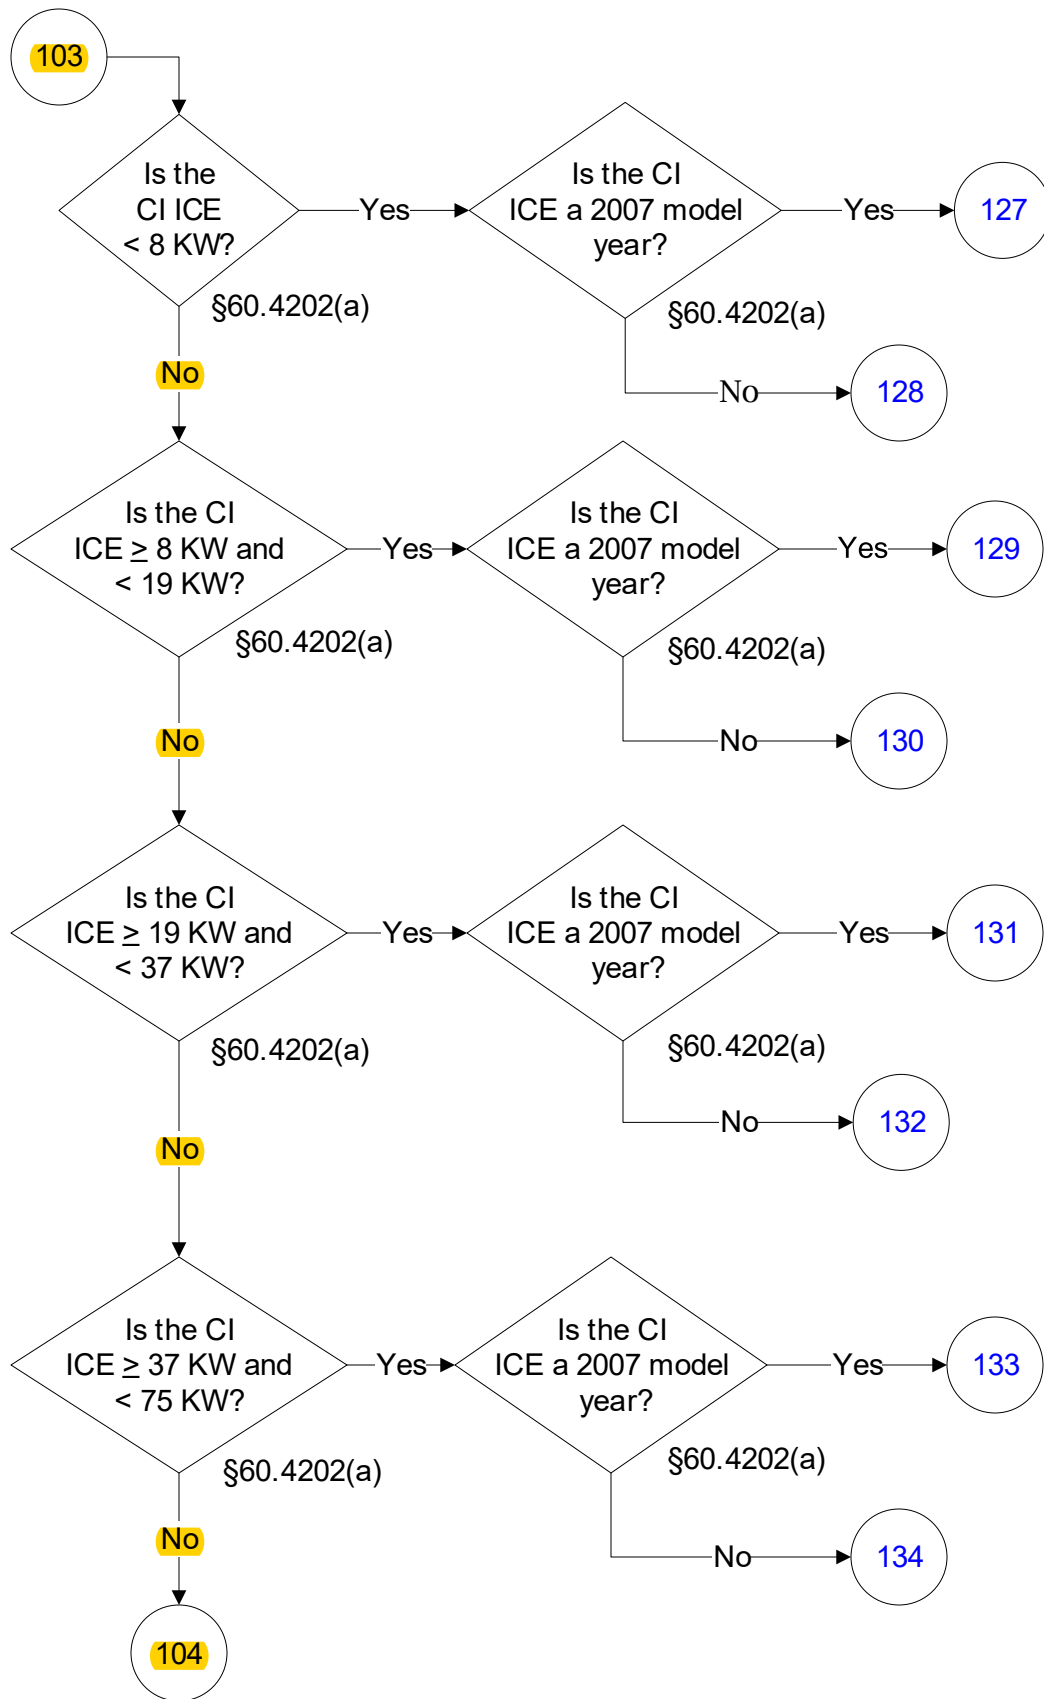 103
Is the
CI ICE
< 8 KW?
Yes
Is the CI
ICE a 2007 model
year?
Yes
127
§60.4202(a)
§60.4202(a)
No
No
128
Is the CI
ICE ≥ 8 KW and
< 19 KW?
Yes
Is the CI
ICE a 2007 model
year?
Yes
129
§60.4202(a)
§60.4202(a)
No
No
130
Is the CI
ICE ≥ 19 KW and
< 37 KW?
Yes
Is the CI
ICE a 2007 model
year?
Yes
131
§60.4202(a)
§60.4202(a)
No
132
No
Is the CI
ICE ≥ 37 KW and
< 75 KW?
Yes
Is the CI
ICE a 2007 model
year?
Yes
133
§60.4202(a)
§60.4202(a)
No
No
134
104